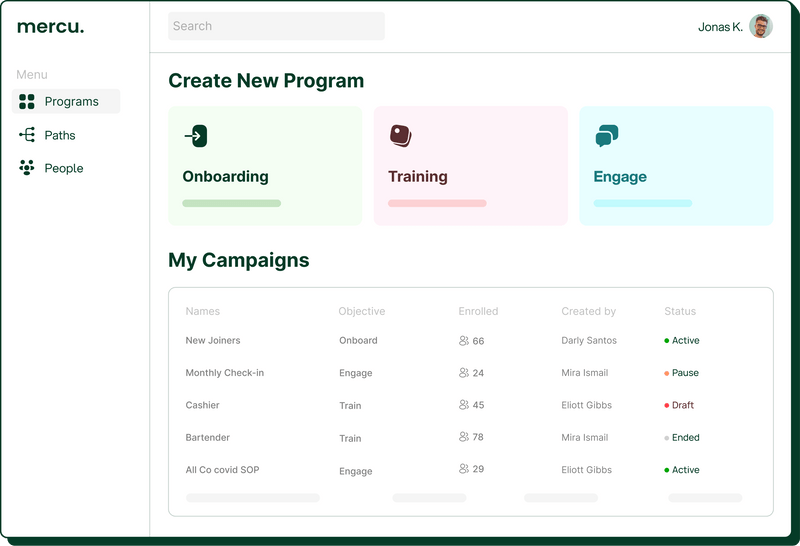 mercu.
Search
Jonas K.
Menu
Programs
Paths
People
Create New Program
Onboarding
Training
Engage
My Campaigns
Names Objective Enrolled Created by Status
New Joiners Onboard 66 Darly Santos Active
Monthly Check-in Engage 24 Mira Ismail Pause
Cashier Train 45 Eliott Gibbs Draft
Bartender Train 78 Mira Ismail Ended
All Co covid SOP Engage 29 Eliott Gibbs Active